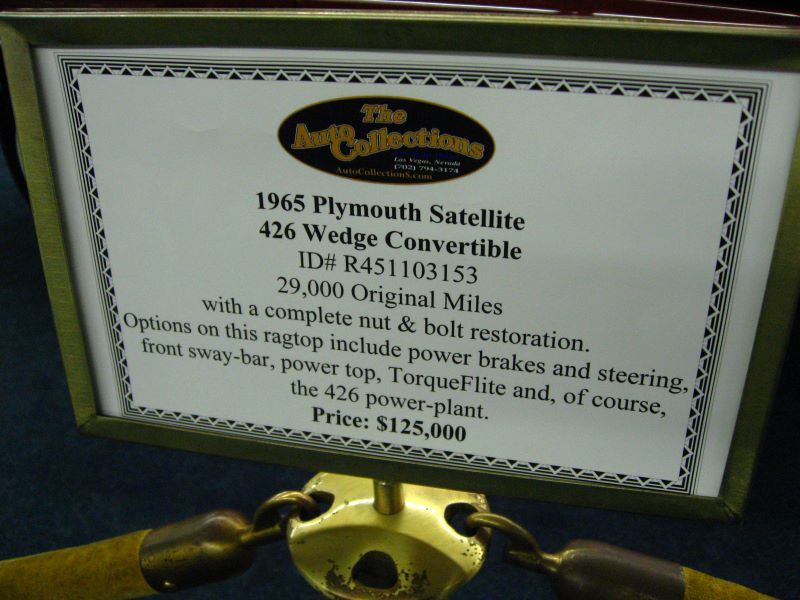 The
Auto Collections
Las Vegas, Nevada
(702) 794-3174
AutoCollectionS.com
1965 Plymouth Satellite
426 Wedge Convertible
ID# R451103153
29,000 Original Miles
with a complete nut & bolt restoration.
Options on this ragtop include power brakes and steering,
front sway-bar, power top, TorqueFlite and, of course,
the 426 power-plant.
Price: $125,000